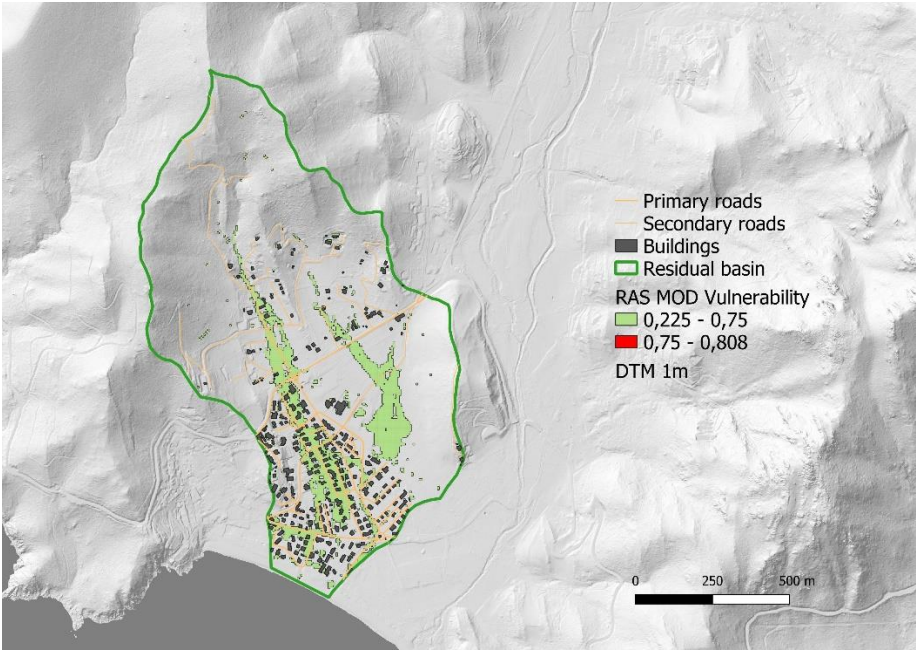 Primary roads
Secondary roads
Buildings
Residual basin
RAS MOD Vulnerability
0,225 - 0,75
0,75 - 0,808
DTM 1m
0 250 500 m